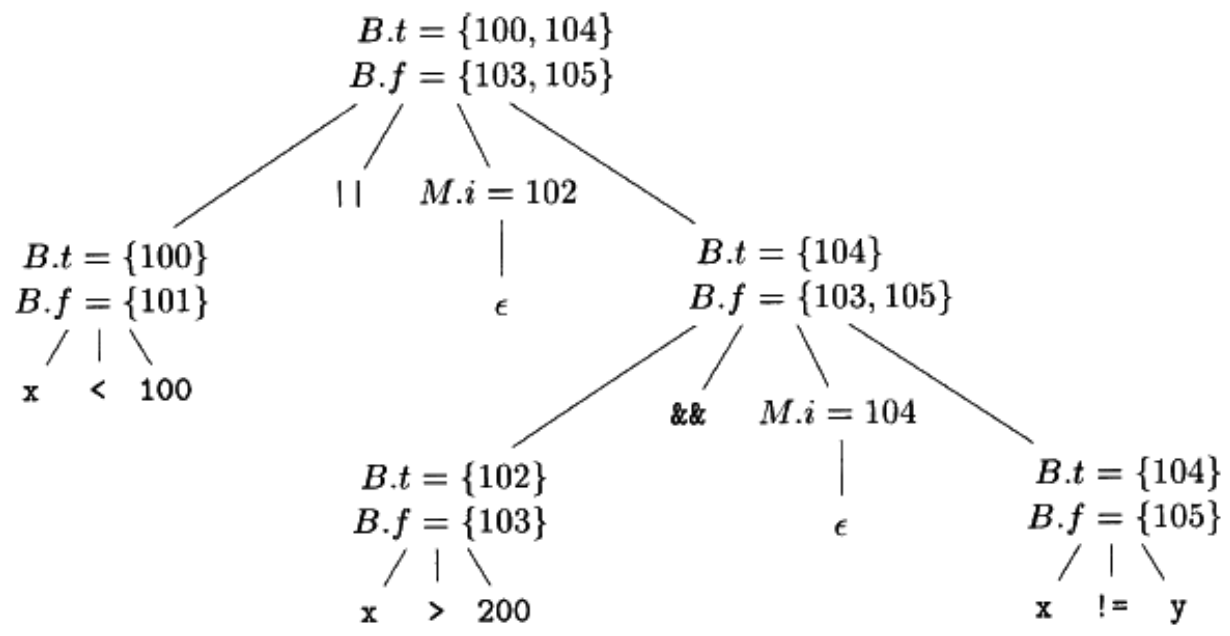 B.t = {100, 104}
B.f = {103, 105}
|| M.i = 102
B.t = {100}
B.f = {101}
ϵ
B.t = {104}
B.f = {103, 105}
x < 100
&& M.i = 104
B.t = {102}
B.f = {103}
ϵ
B.t = {104}
B.f = {105}
x > 200
x != y